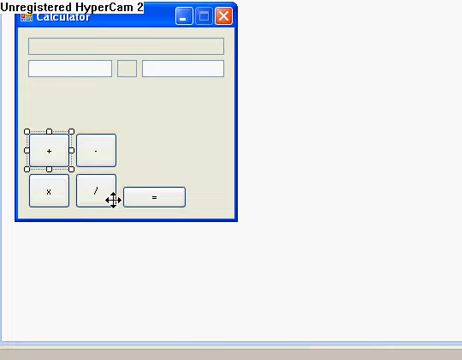 Unregistered HyperCam 2
Calculator
+ -
x / =